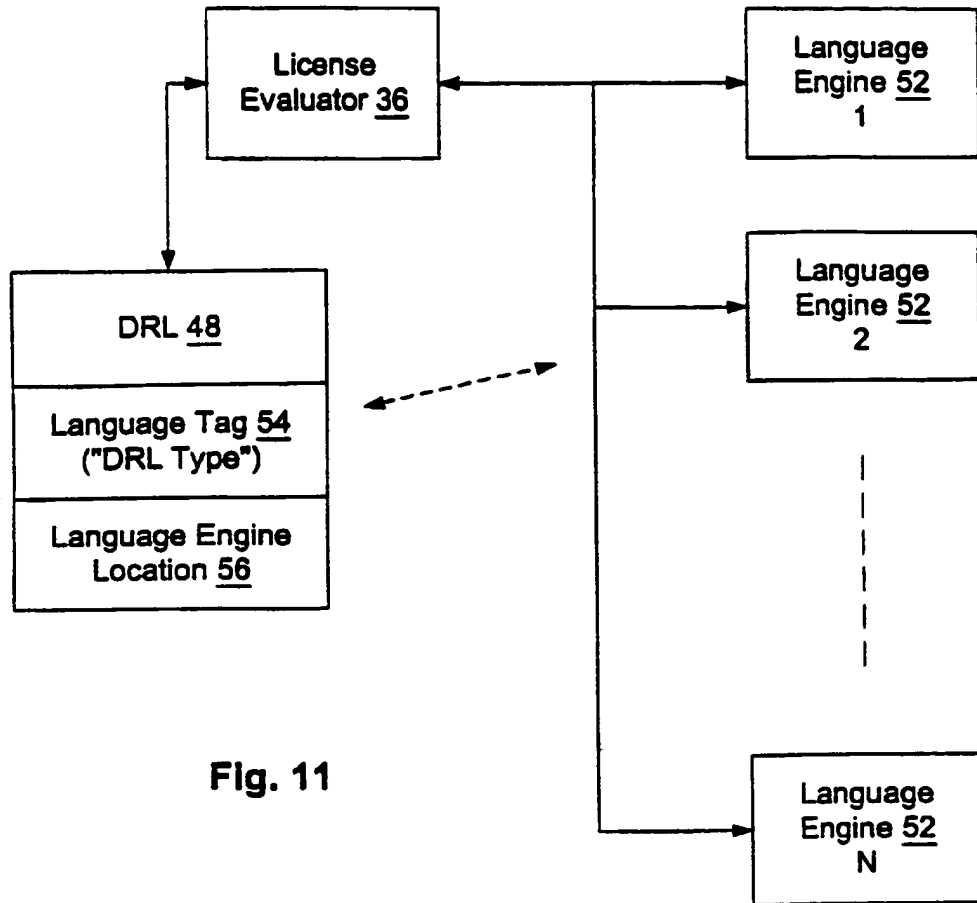 License
Evaluator 36
Language
Engine 52
1
Language
Engine 52
2
DRL 48
Language Tag 54
("DRL Type")
Language Engine
Location 56
Language
Engine 52
N
Fig. 11